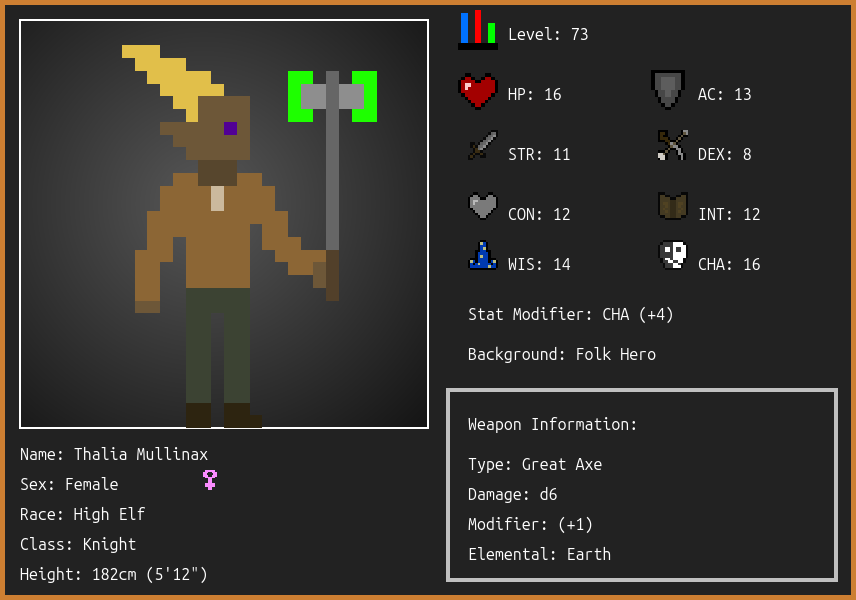 Level: 73
HP: 16
AC: 13
STR: 11
DEX: 8
CON: 12
INT: 12
WIS: 14
CHA: 16
Stat Modifier: CHA (+4)
Background: Folk Hero
Weapon Information:
Type: Great Axe
Damage: d6
Modifier: (+1)
Elemental: Earth
Name: Thalia Mullinax
Sex: Female
Race: High Elf
Class: Knight
Height: 182cm (5'12")